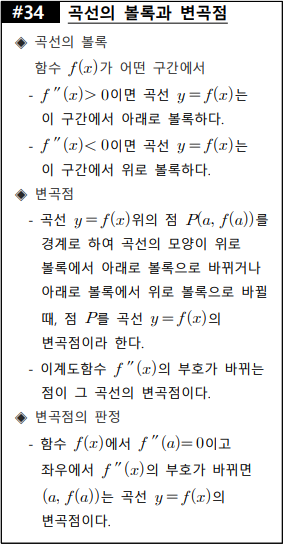 #34 곡선의 볼록과 변곡점
◈ 곡선의 볼록
함수 f(x)가 어떤 구간에서
- f″(x)> 0이면 곡선 y=f(x)는
이 구간에서 아래로 볼록하다.
- f″(x)< 0이면 곡선 y=f(x)는
이 구간에서 위로 볼록하다.
◈ 변곡점
- 곡선 y=f(x)위의 점 P(a, f(a))를
경계로 하여 곡선의 모양이 위로
볼록에서 아래로 볼록으로 바뀌거나
아래로 볼록에서 위로 볼록으로 바뀔
때, 점 P를 곡선 y=f(x)의
변곡점이라 한다.
- 이계도함수 f″(x)의 부호가 바뀌는
점이 그 곡선의 변곡점이다.
◈ 변곡점의 판정
- 함수 f(x)에서 f″(a)=0이고
좌우에서 f″(x)의 부호가 바뀌면
(a, f(a))는 곡선 y=f(x)의
변곡점이다.